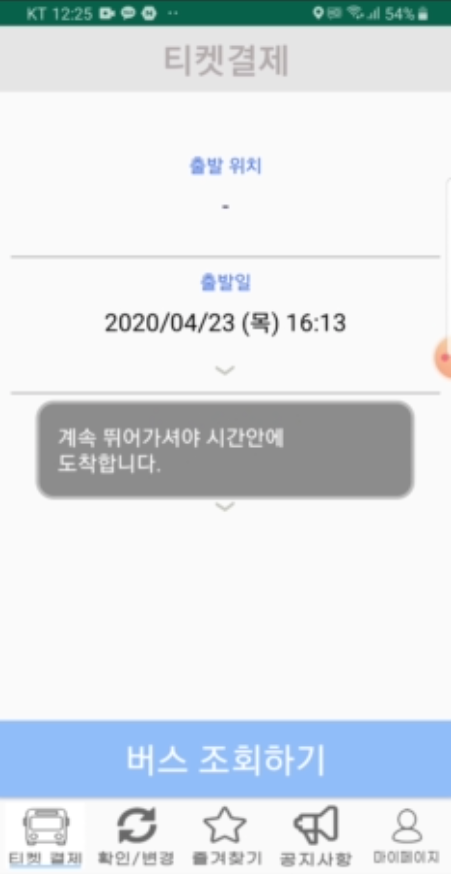 KT 12:25 54%
티켓결제
출발 위치
-
출발일
2020/04/23 (목) 16:13
계속 뛰어가셔야 시간안에
도착합니다.
버스 조회하기
티켓 결제 확인/변경 즐겨찾기 공지사항 마이페이지